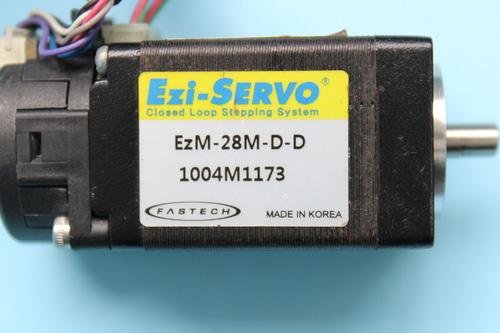 Ezi-SERVO®
Closed Loop Stepping System
EzM-28M-D-D
1004M1173
FASTECH
MADE IN KOREA